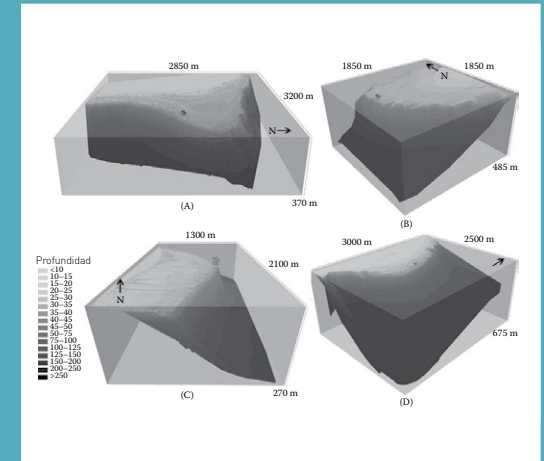 2850 m
3200 m
N
370 m
(A)
1850 m
1850 m
N
485 m
(B)
1300 m
2100 m
N
270 m
(C)
3000 m
2500 m
675 m
(D)
Profundidad
<10
10–15
15–20
20–25
25–30
30–35
35–40
40–45
45–50
50–75
75–100
100–125
125–150
150–200
200–250
>250